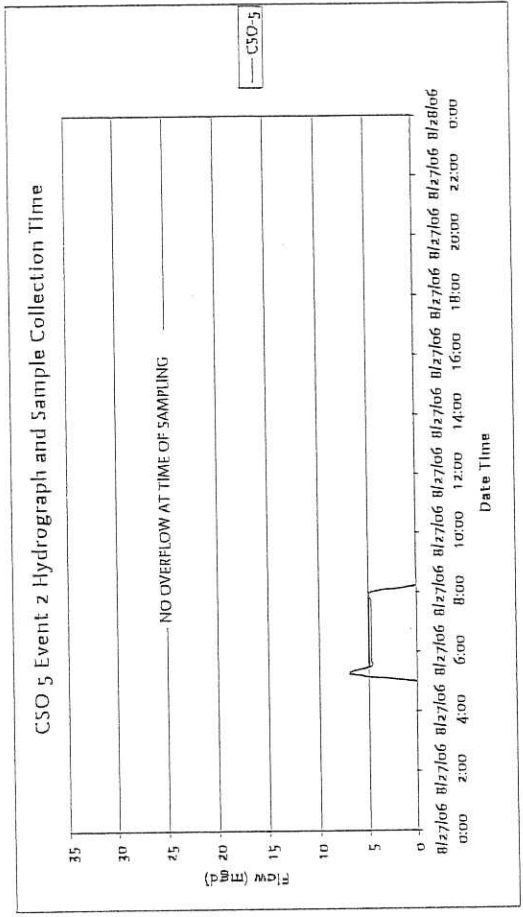 CSO 5 Event 2 Hydrograph and Sample Collection Time
35
30
25
20
15
10
5
0
Flow (mgd)
NO OVERFLOW AT TIME OF SAMPLING
CSO-5
8/27/06 8/27/06 8/27/06 8/27/06 8/27/06 8/27/06 8/27/06 8/27/06 8/27/06 8/27/06 8/27/06 8/27/06 8/28/06
0:00 2:00 4:00 6:00 8:00 10:00 12:00 14:00 16:00 18:00 20:00 22:00 0:00
Date Time